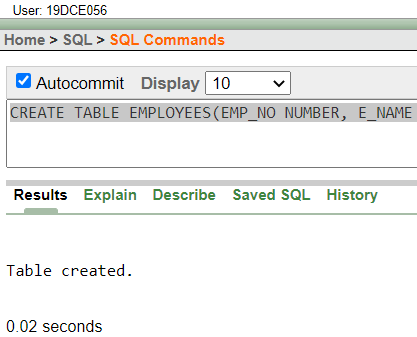 User: 19DCE056
Home > SQL > SQL Commands
Autocommit Display 10
CREATE TABLE EMPLOYEES(EMP_NO NUMBER, E_NAME
Results Explain Describe Saved SQL History
Table created.
0.02 seconds